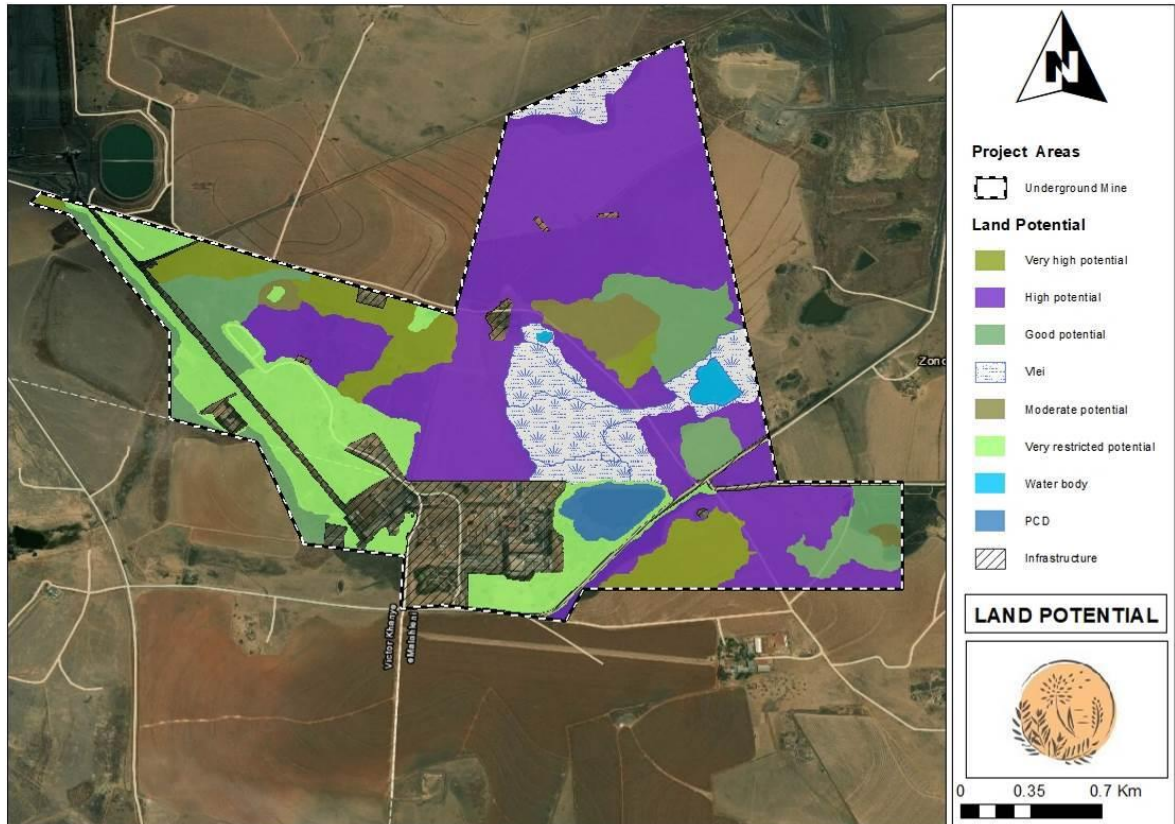 N
Project Areas
Underground Mine
Land Potential
Very high potential
High potential
Good potential
Vlei
Moderate potential
Very restricted potential
Water body
PCD
Infrastructure
LAND POTENTIAL
0 0.35 0.7 Km
Zond
Victor Khanye
eMalahleni